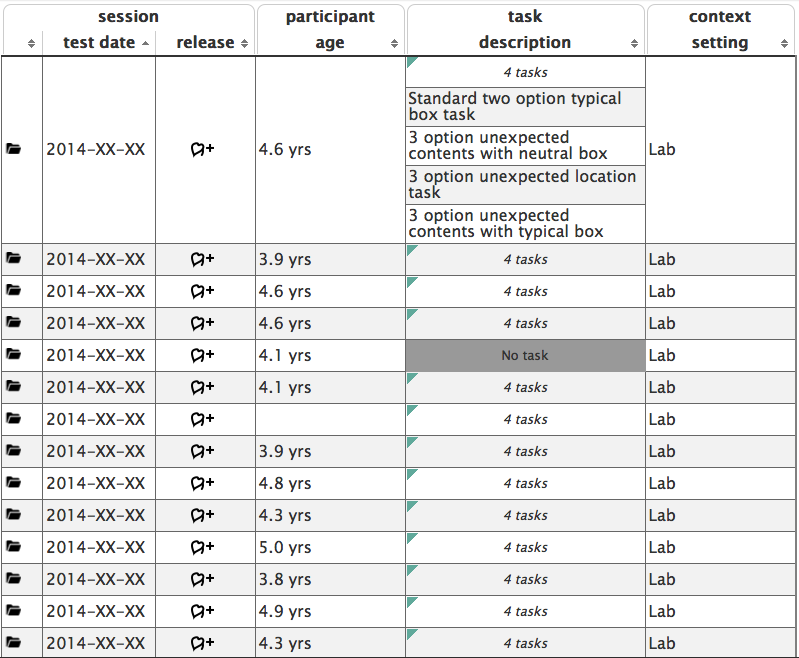 session participant task context
test date release age description setting
4 tasks
Standard two option typical
box task
3 option unexpected
contents with neutral box
2014-XX-XX + 4.6 yrs Lab
3 option unexpected location
task
3 option unexpected
contents with typical box
2014-XX-XX + 3.9 yrs 4 tasks Lab
2014-XX-XX + 4.6 yrs 4 tasks Lab
2014-XX-XX + 4.6 yrs 4 tasks Lab
2014-XX-XX + 4.1 yrs No task Lab
2014-XX-XX + 4.1 yrs 4 tasks Lab
2014-XX-XX + 4 tasks Lab
2014-XX-XX + 3.9 yrs 4 tasks Lab
2014-XX-XX + 4.8 yrs 4 tasks Lab
2014-XX-XX + 4.3 yrs 4 tasks Lab
2014-XX-XX + 5.0 yrs 4 tasks Lab
2014-XX-XX + 3.8 yrs 4 tasks Lab
2014-XX-XX + 4.9 yrs 4 tasks Lab
2014-XX-XX + 4.3 yrs 4 tasks Lab